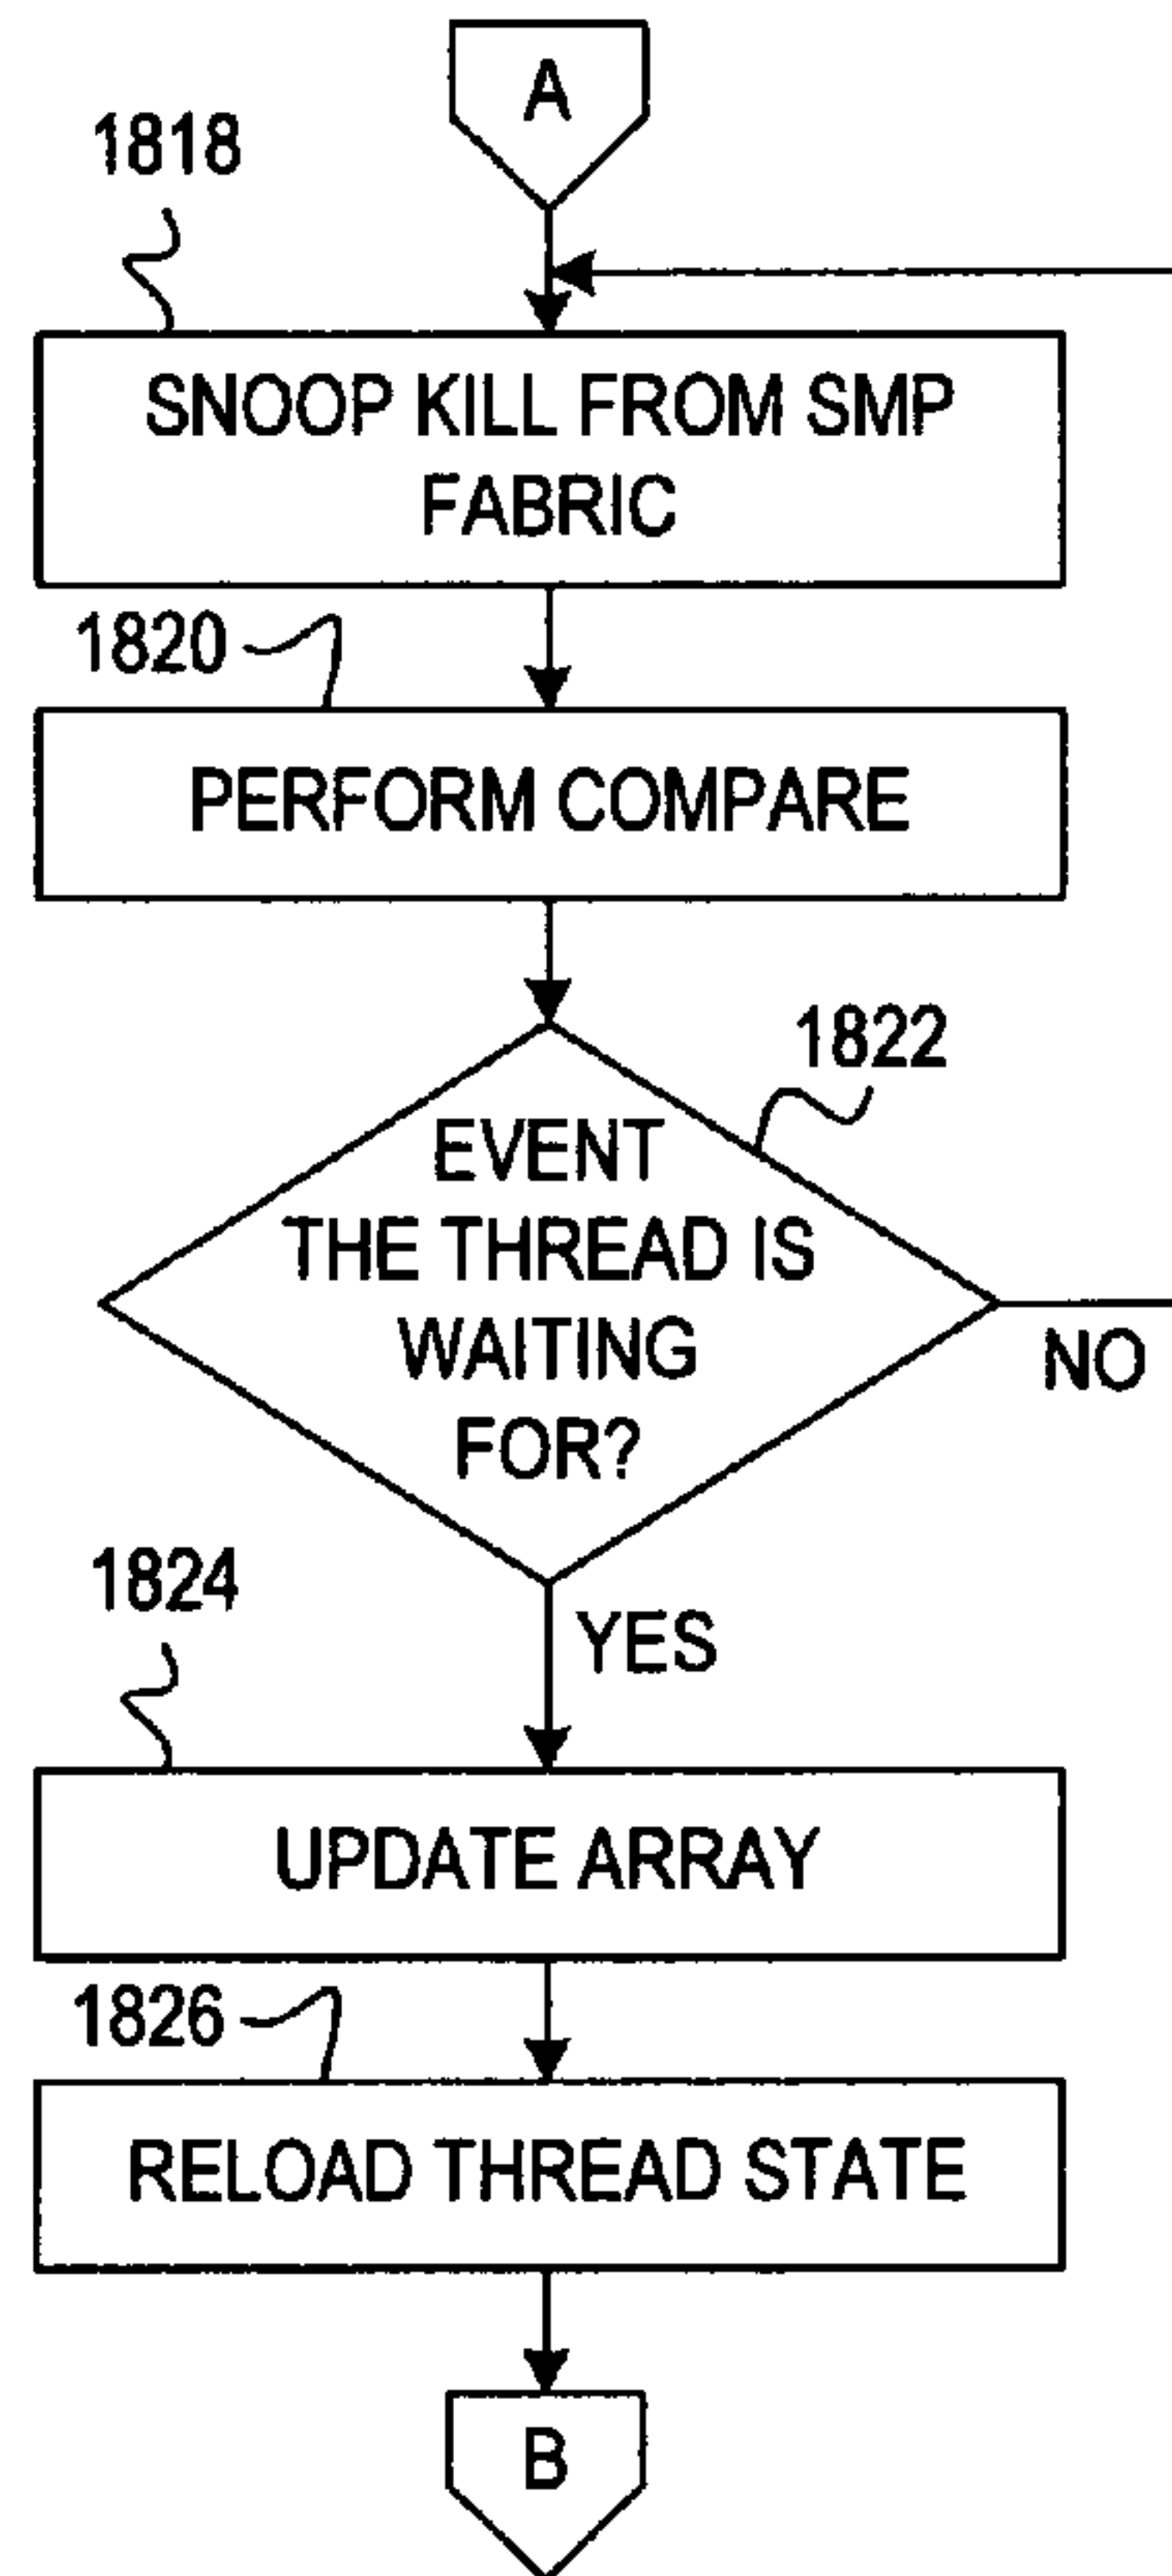 A
1818
SNOOP KILL FROM SMP
FABRIC
1820
PERFORM COMPARE
1822
EVENT
THE THREAD IS
WAITING
FOR?
NO
YES
1824
UPDATE ARRAY
1826
RELOAD THREAD STATE
B